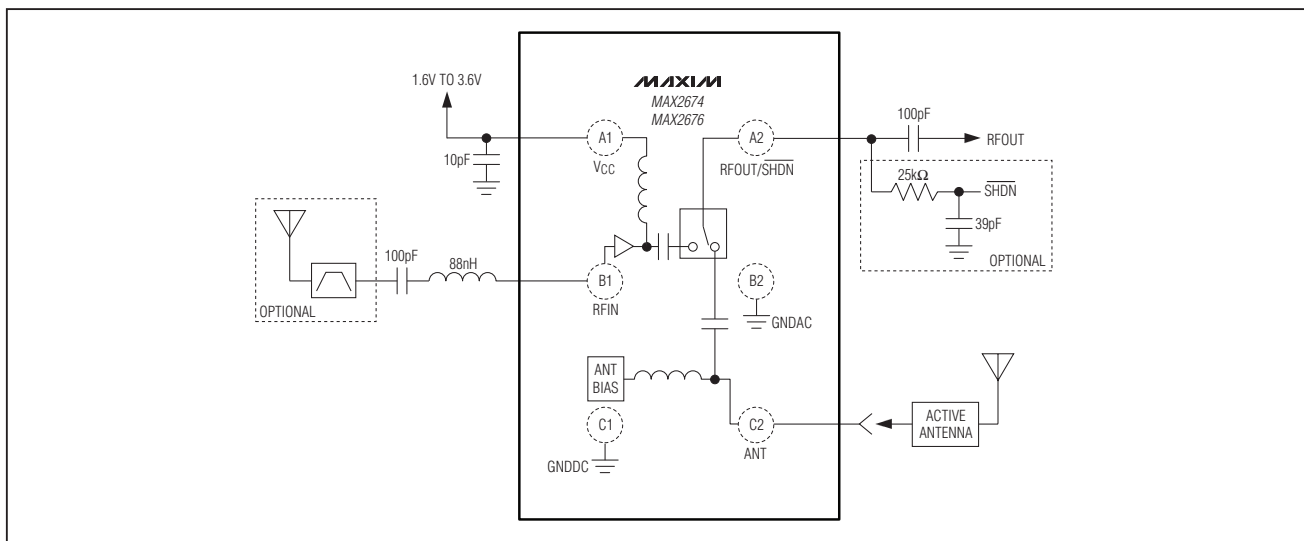 1.6V TO 3.6V
MAXIM
MAX2674
MAX2676
100pF
A1
A2
RFOUT
10pF
VCC
RFOUT/SHDN
25kΩ
SHDN
39pF
OPTIONAL
100pF
88nH
B1
B2
OPTIONAL
RFIN
GNDAC
ANT
BIAS
C1
C2
ACTIVE
ANTENNA
GNDDC
ANT